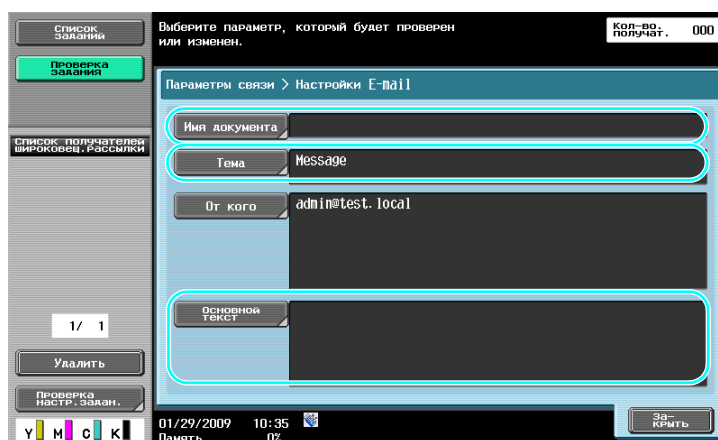 Список
заданий
Выберите параметр, который будет проверен
или изменен.
Кол-во.
получат.
000
Проверка
задания
Параметры связи > Настройки E-mail
Имя документа
Список получателей
широковец.рассылки
Тема
Message
От кого
admin@test.local
Основной
текст
1/ 1
Удалить
Проверка
настр.задан.
01/29/2009 10:35
Память 0%
За-
крыть
Y M C K